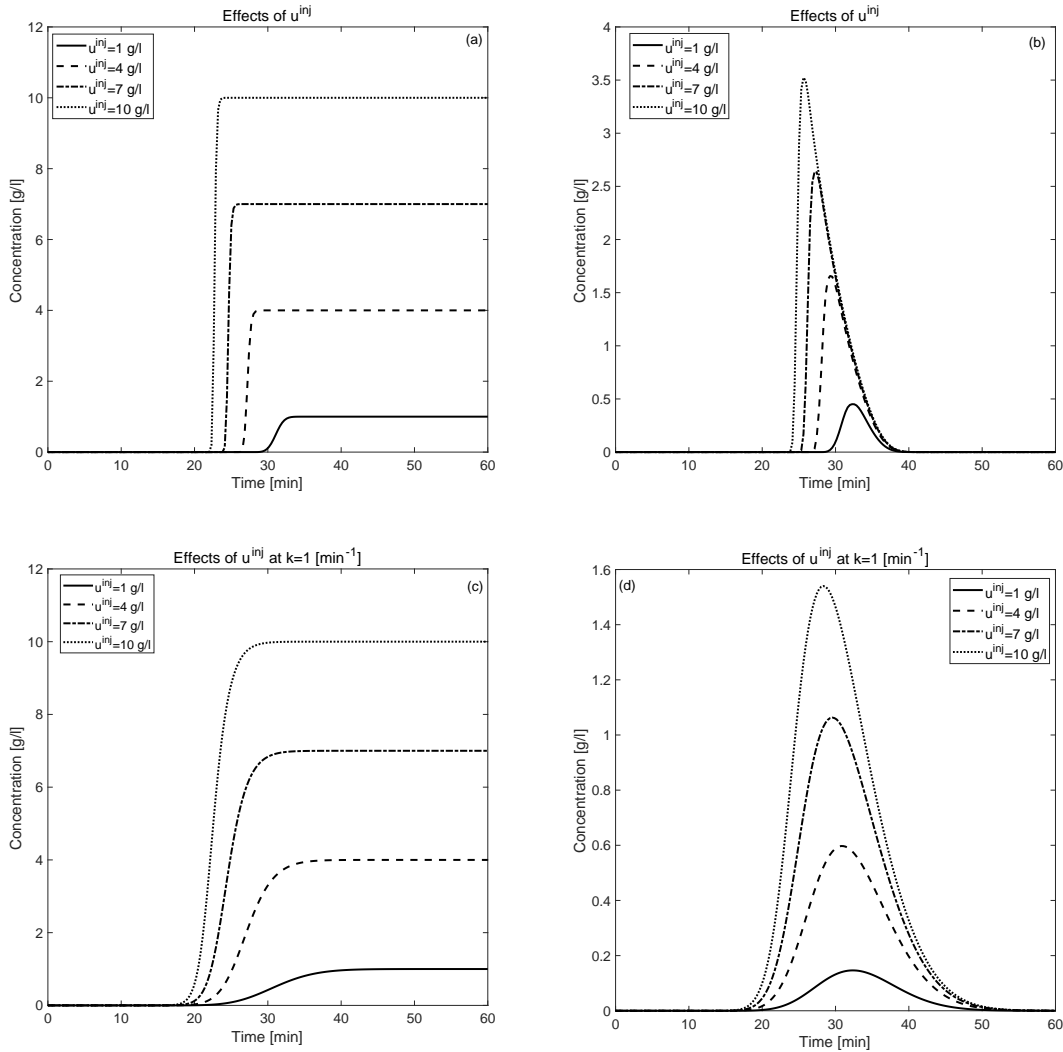 Effects of u^inj
(a)
u^inj=1 g/l
u^inj=4 g/l
u^inj=7 g/l
u^inj=10 g/l
Concentration [g/l]
12
10
8
6
4
2
0
0 10 20 30 40 50 60
Time [min]
Effects of u^inj
(b)
u^inj=1 g/l
u^inj=4 g/l
u^inj=7 g/l
u^inj=10 g/l
Concentration [g/l]
4
3.5
3
2.5
2
1.5
1
0.5
0
0 10 20 30 40 50 60
Time [min]
Effects of u^inj at k=1 [min^-1]
(c)
u^inj=1 g/l
u^inj=4 g/l
u^inj=7 g/l
u^inj=10 g/l
Concentration [g/l]
12
10
8
6
4
2
0
0 10 20 30 40 50 60
Time [min]
Effects of u^inj at k=1 [min^-1]
(d)
u^inj=1 g/l
u^inj=4 g/l
u^inj=7 g/l
u^inj=10 g/l
Concentration [g/l]
1.6
1.4
1.2
1
0.8
0.6
0.4
0.2
0
0 10 20 30 40 50 60
Time [min]